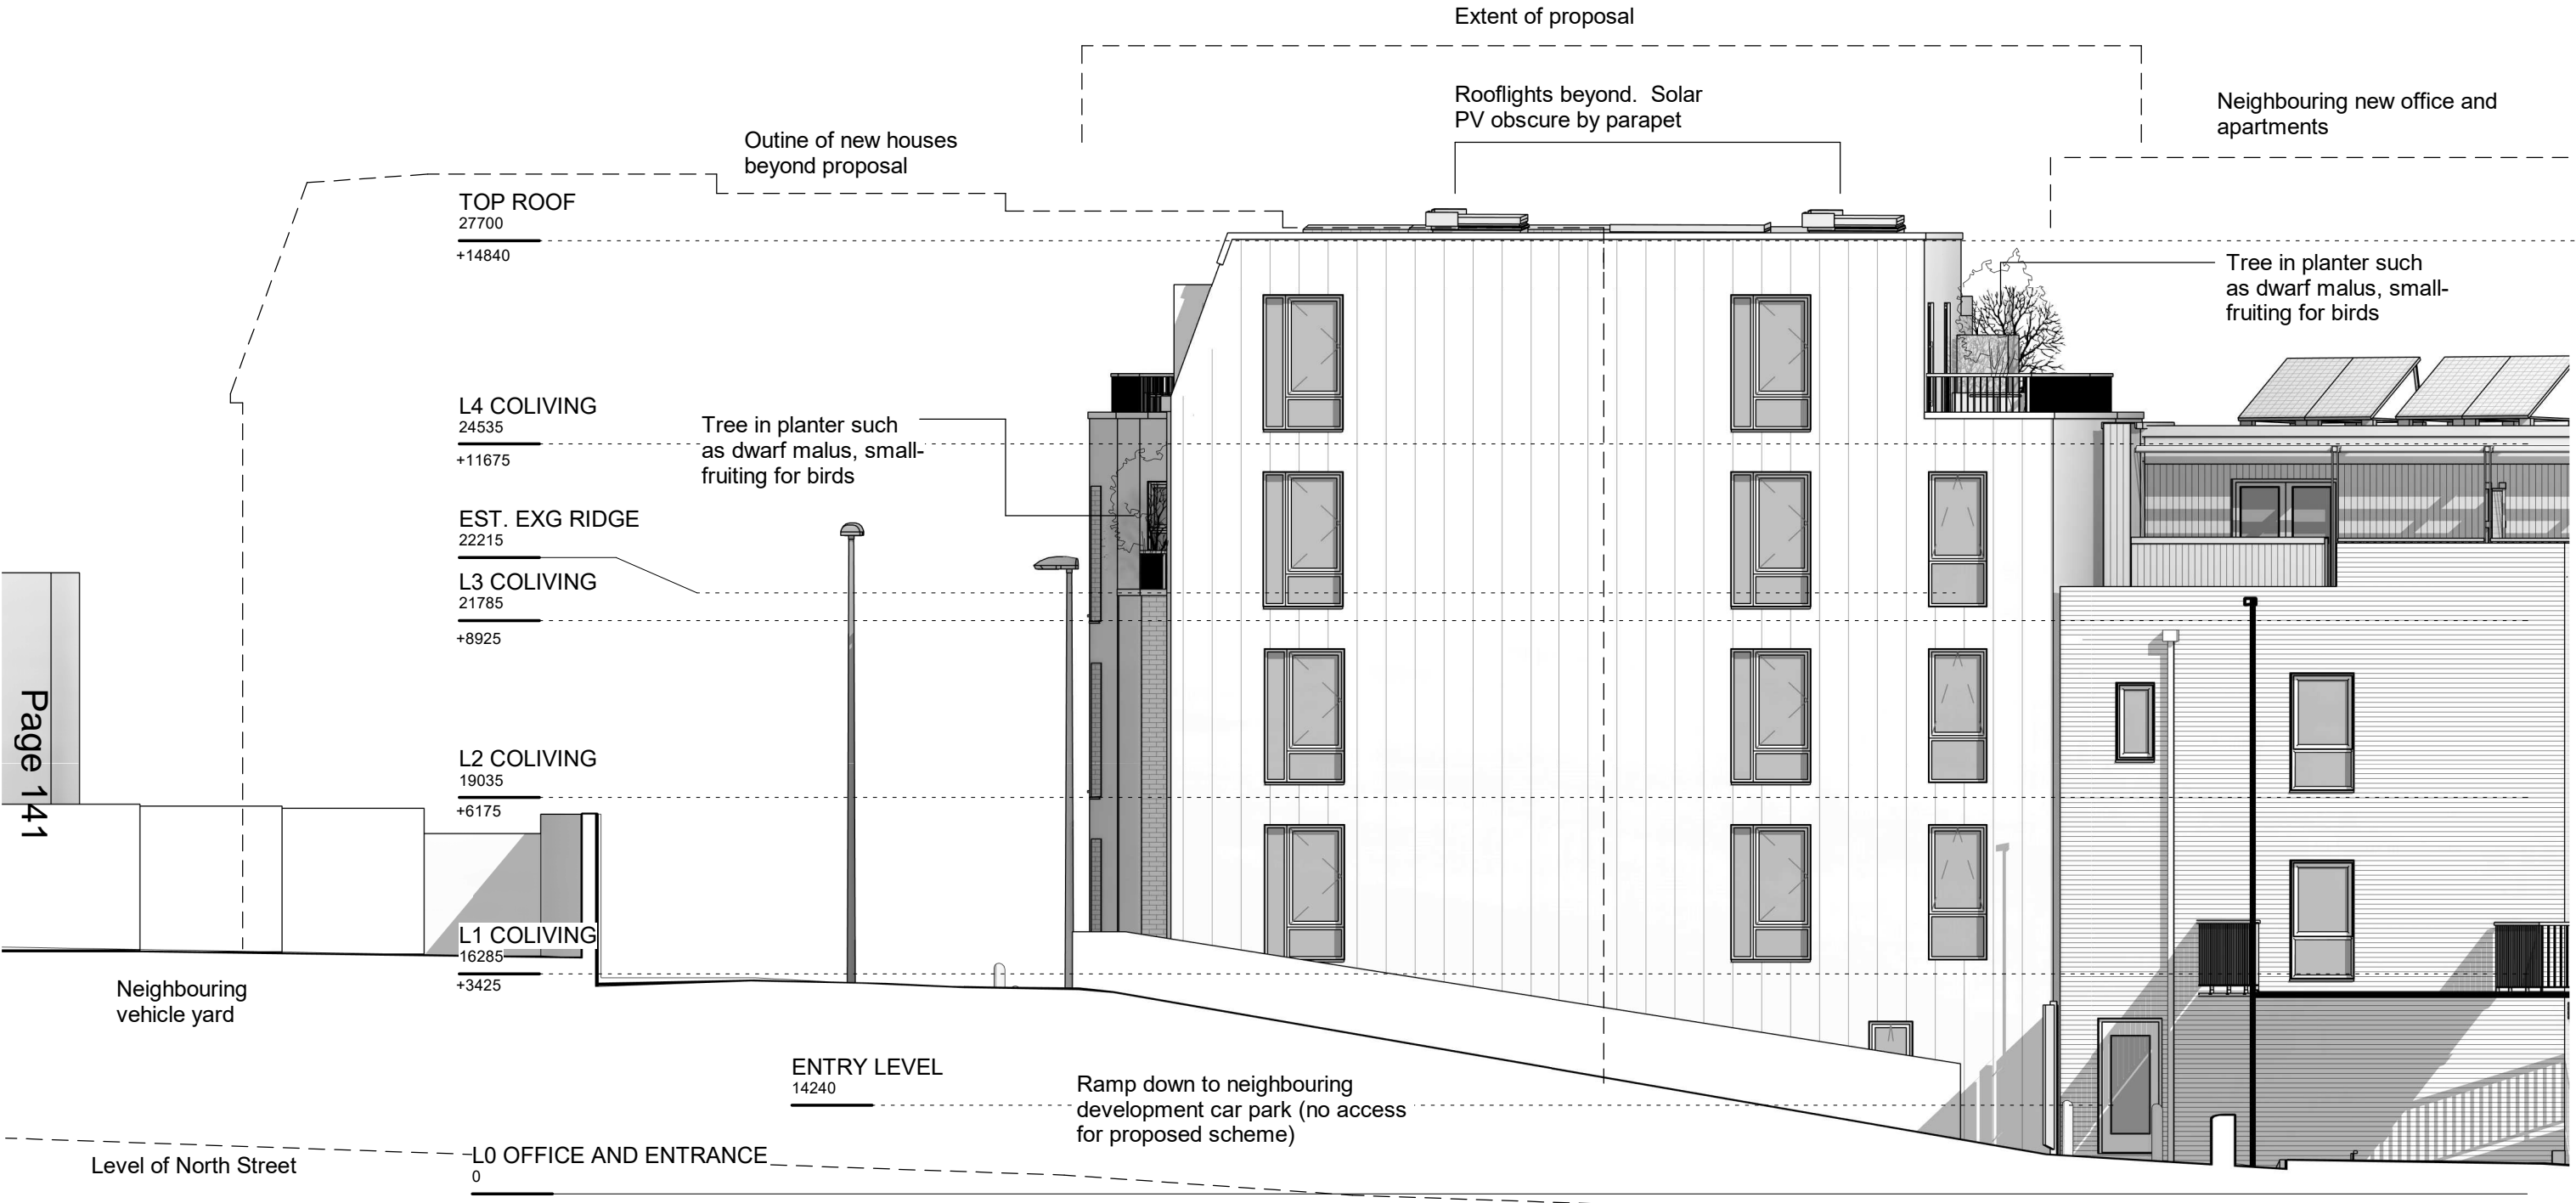 Extent of proposal
Rooflights beyond. Solar
PV obscure by parapet
Neighbouring new office and
apartments
Outine of new houses
beyond proposal
TOP ROOF
27700
+14840
Tree in planter such
as dwarf malus, small-
fruiting for birds
L4 COLIVING
24535
+11675
Tree in planter such
as dwarf malus, small-
fruiting for birds
EST. EXG RIDGE
22215
L3 COLIVING
21785
+8925
Page 141
L2 COLIVING
19035
+6175
L1 COLIVING
16285
+3425
Neighbouring
vehicle yard
ENTRY LEVEL
14240
Ramp down to neighbouring
development car park (no access
for proposed scheme)
Level of North Street
L0 OFFICE AND ENTRANCE
0